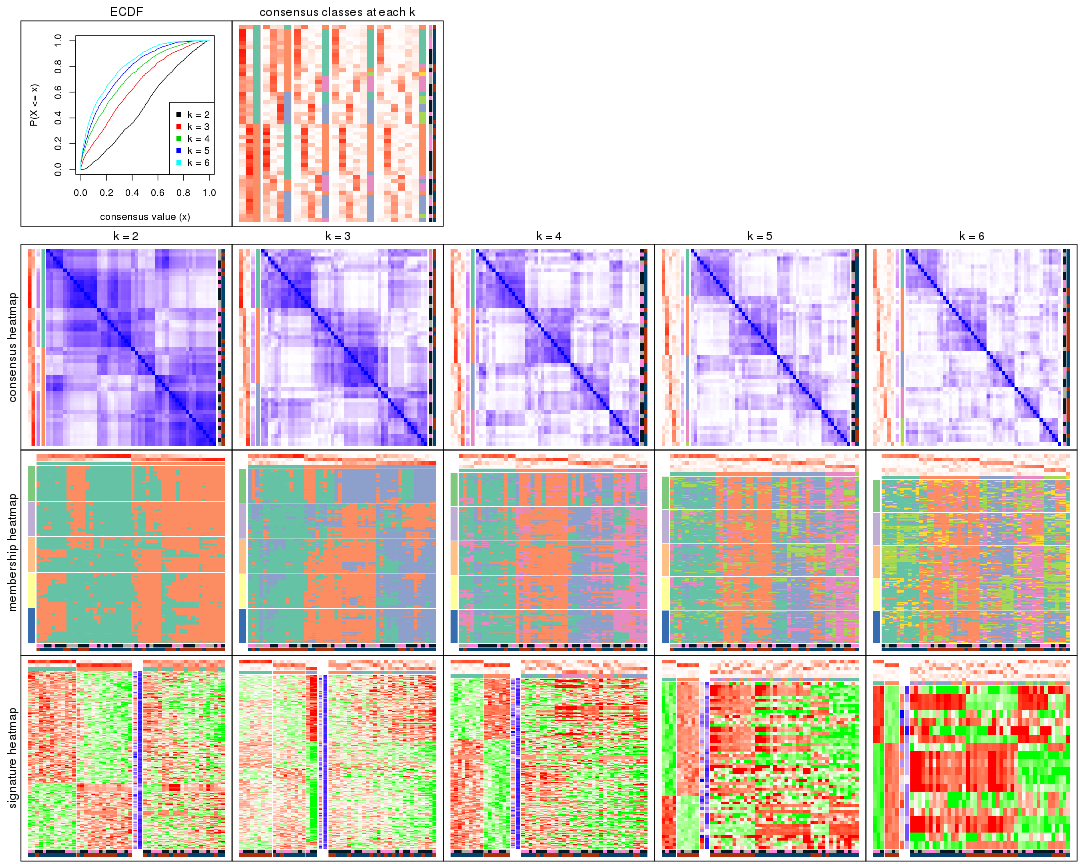 ECDF
consensus classes at each k
P(X <= x)
0.0
0.2
0.4
0.6
0.8
1.0
k = 2
k = 3
k = 4
k = 5
k = 6
0.0 0.2 0.4 0.6 0.8 1.0
consensus value (x)
k = 2
k = 3
k = 4
k = 5
k = 6
consensus heatmap
membership heatmap
signature heatmap